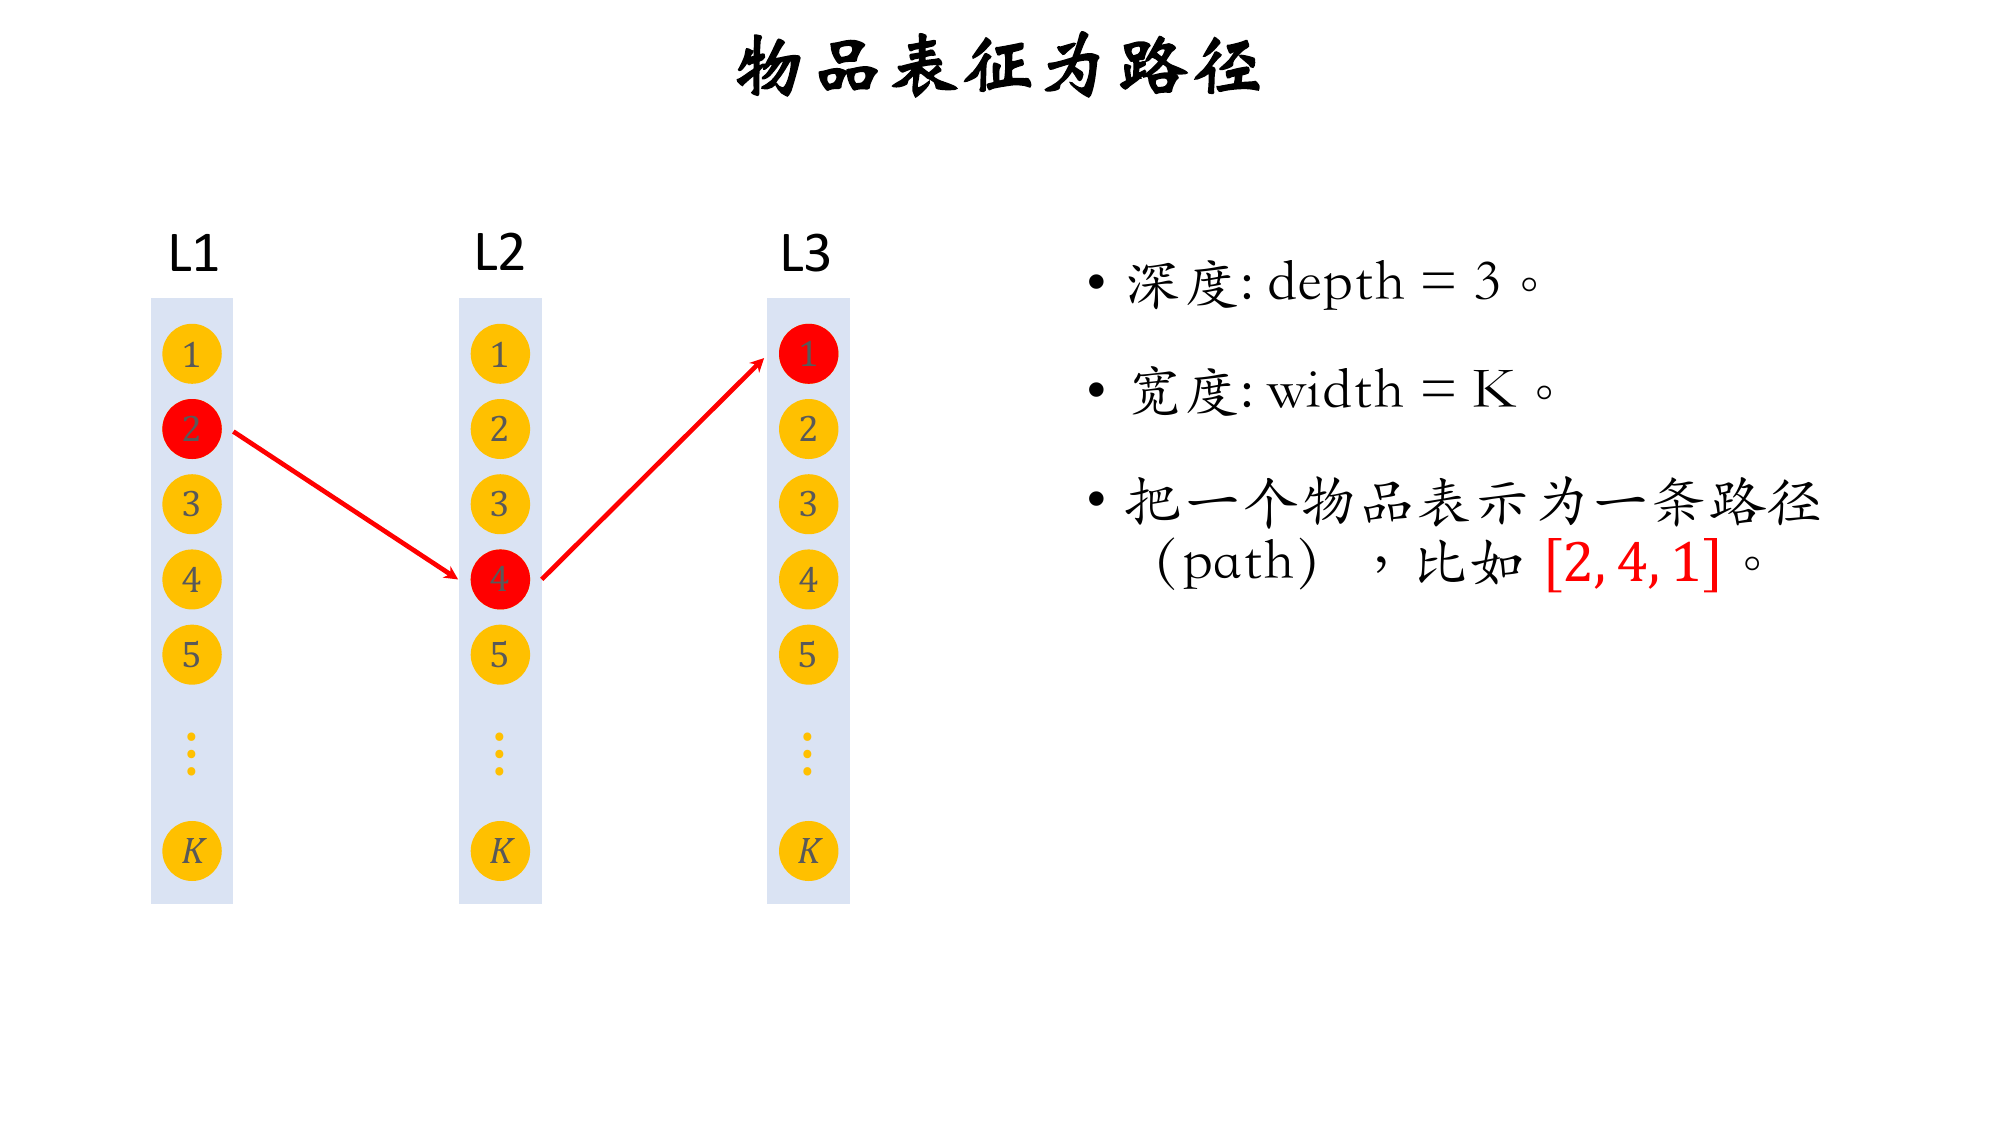 物品表征为路径
L1 L2 L3
1 1 1
2 2 2
3 3 3
4 4 4
5 5 5
⋮ ⋮ ⋮
K K K
• 深度: depth = 3。
• 宽度: width = K。
• 把一个物品表示为一条路径
（path），比如 [2, 4, 1]。